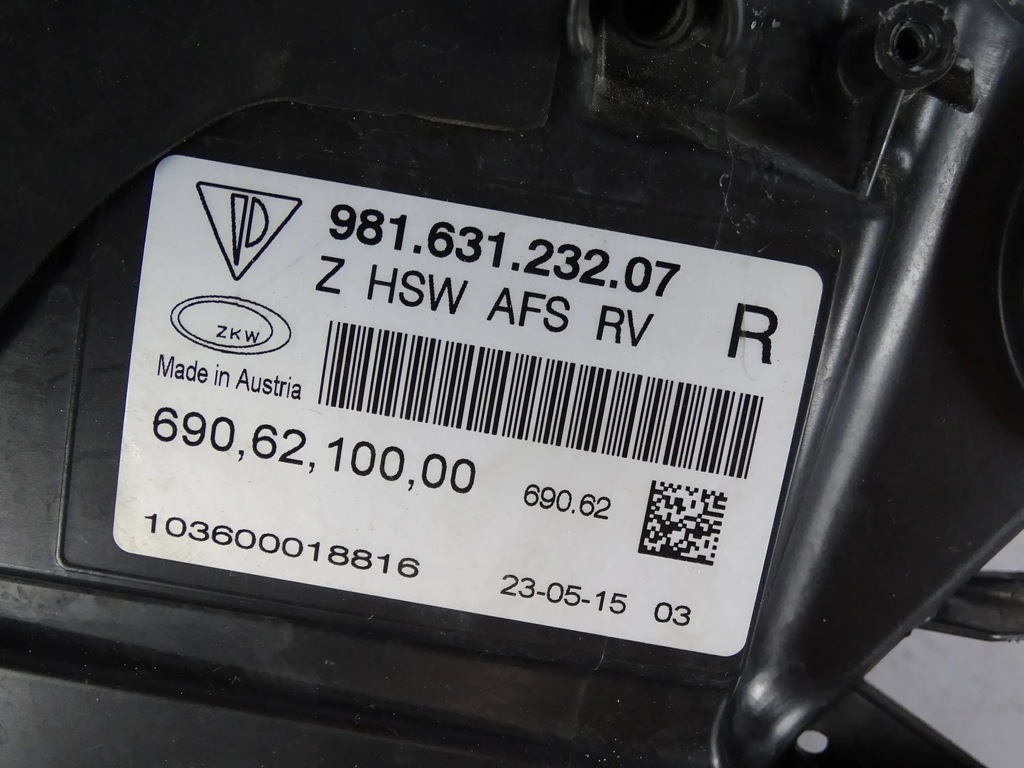 981.631.232.07
Z HSW AFS RV
R
ZKW
Made in Austria
690,62,100,00
690.62
103600018816
23-05-15 03